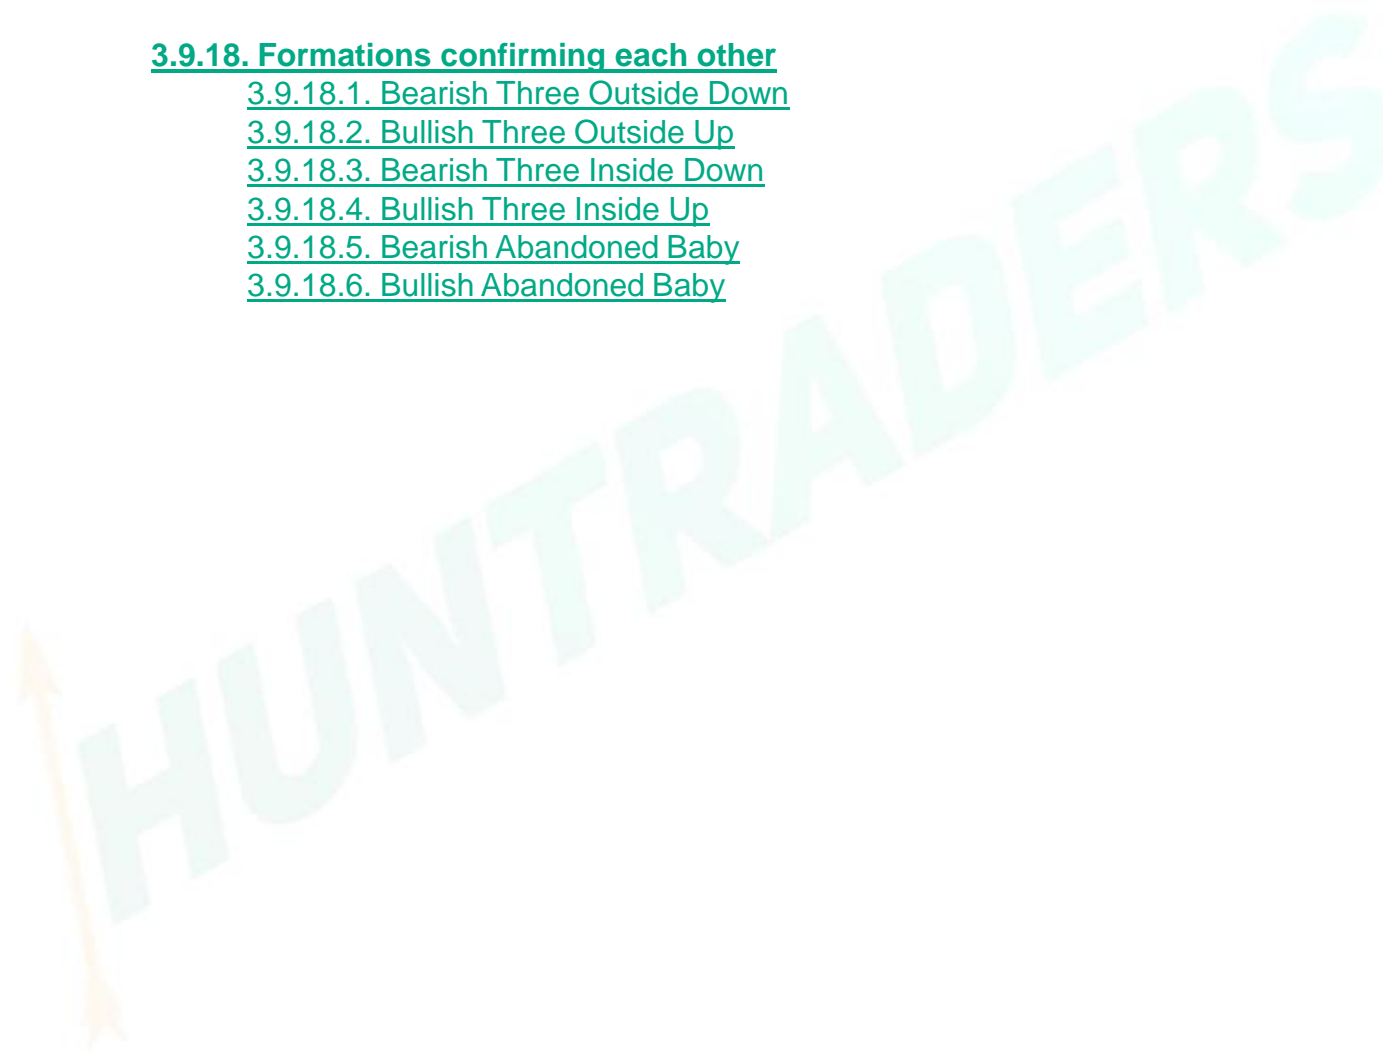 3.9.18. Formations confirming each other
3.9.18.1. Bearish Three Outside Down
3.9.18.2. Bullish Three Outside Up
3.9.18.3. Bearish Three Inside Down
3.9.18.4. Bullish Three Inside Up
3.9.18.5. Bearish Abandoned Baby
3.9.18.6. Bullish Abandoned Baby
HUNTRADERS